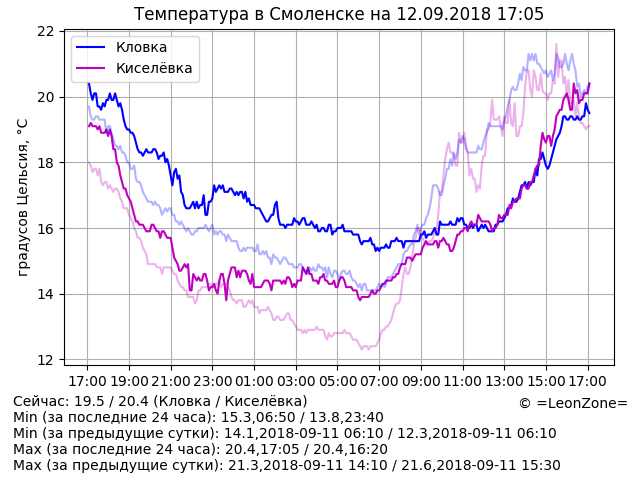 Температура в Смоленске на 12.09.2018 17:05
градусов Цельсия, °C
22
20
18
16
14
12
Кловка
Киселёвка
17:00 19:00 21:00 23:00 01:00 03:00 05:00 07:00 09:00 11:00 13:00 15:00 17:00
Сейчас: 19.5 / 20.4 (Кловка / Киселёвка)
© =LeonZone=
Min (за последние 24 часа): 15.3,06:50 / 13.8,23:40
Min (за предыдущие сутки): 14.1,2018-09-11 06:10 / 12.3,2018-09-11 06:10
Max (за последние 24 часа): 20.4,17:05 / 20.4,16:20
Max (за предыдущие сутки): 21.3,2018-09-11 14:10 / 21.6,2018-09-11 15:30